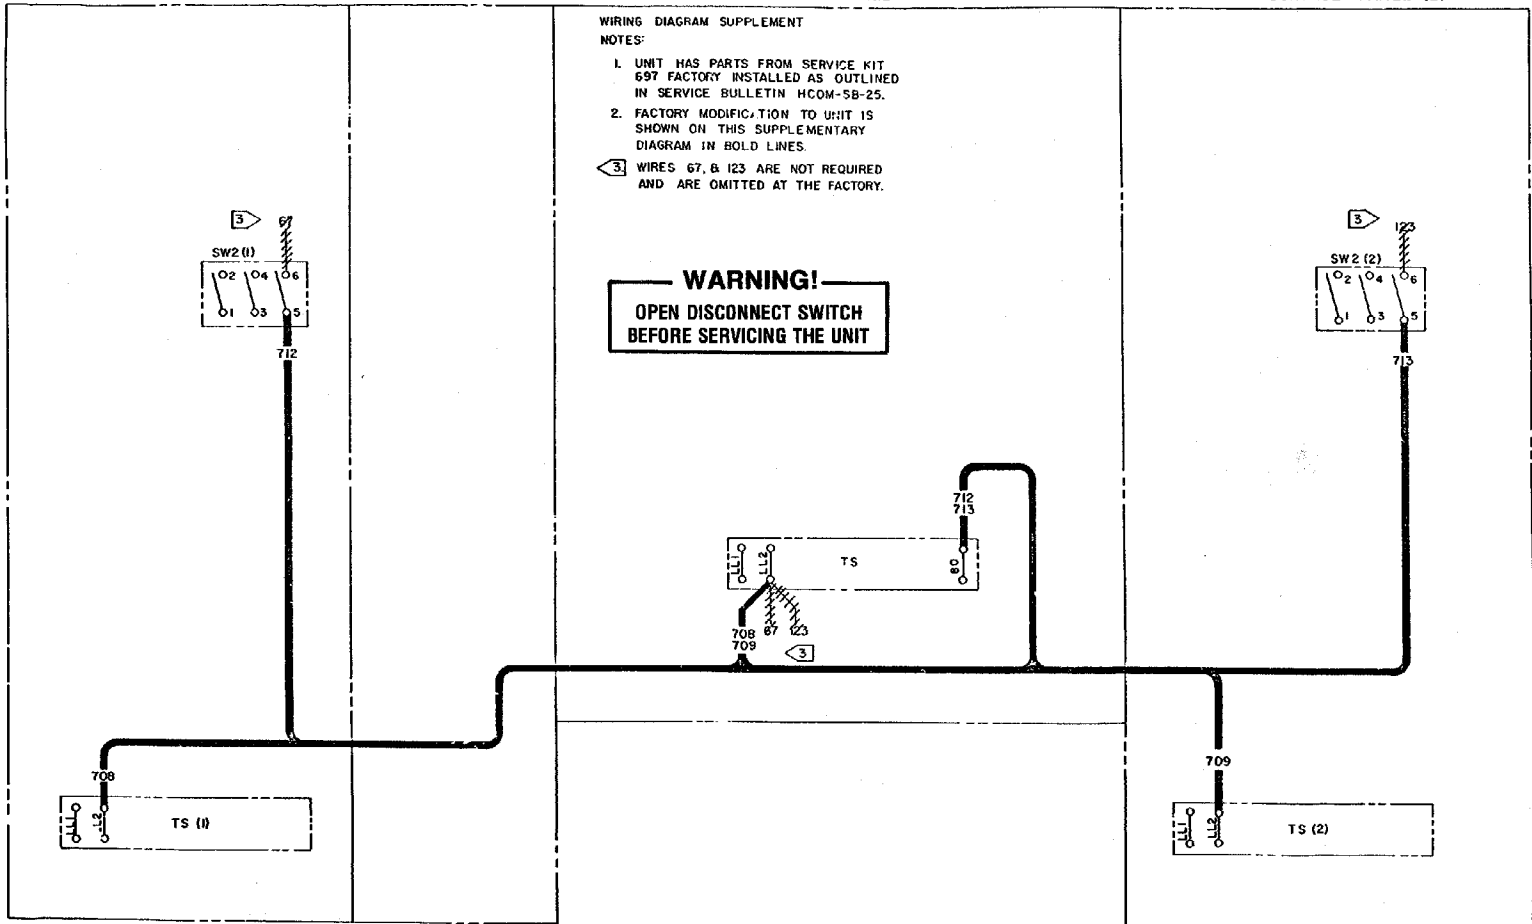 WIRING DIAGRAM SUPPLEMENT
NOTES:
1. UNIT HAS PARTS FROM SERVICE KIT
697 FACTORY INSTALLED AS OUTLINED
IN SERVICE BULLETIN HCOM-SB-25.
2. FACTORY MODIFICATION TO UNIT IS
SHOWN ON THIS SUPPLEMENTARY
DIAGRAM IN BOLD LINES.
3. WIRES 67, & 123 ARE NOT REQUIRED
AND ARE OMITTED AT THE FACTORY.
3 67
SW2 (1)
2 4 6
1 3 5
712
WARNING!
OPEN DISCONNECT SWITCH
BEFORE SERVICING THE UNIT
3 123
SW2 (2)
2 4 6
1 3 5
713
712
713
LL1 LL2 TS 80
708 67 123
709
3
708
LL1 LL2 TS (1)
709
LL1 LL2 TS (2)